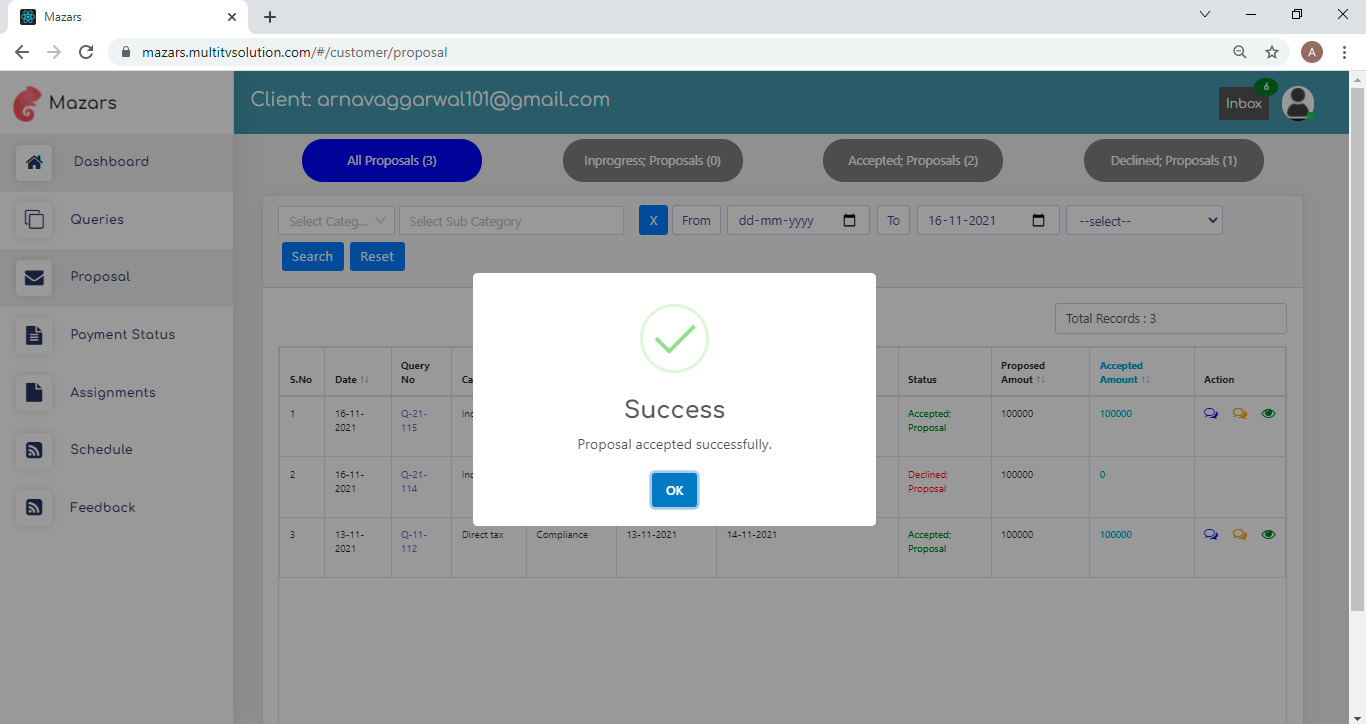 Mazars
mazars.multitvsolution.com/#/customer/proposal
A
Mazars
Client: arnavaggarwal101@gmail.com
Inbox
6
Dashboard
Queries
Proposal
Payment Status
Assignments
Schedule
Feedback
All Proposals (3)
Inprogress; Proposals (0)
Accepted; Proposals (2)
Declined; Proposals (1)
Select Categ...
Select Sub Category
X
From
dd-mm-yyyy
To
16-11-2021
--select--
Search
Reset
Total Records : 3
Success
Proposal accepted successfully.
OK
S.No
Date
Query
No
Ca
Status
Proposed
Amout
Accepted
Amount
Action
1
16-11-
2021
Q-21-
115
Accepted;
Proposal
100000
100000
2
16-11-
2021
Q-21-
114
Declined;
Proposal
100000
0
3
13-11-
2021
Q-11-
112
Direct tax
Compliance
13-11-2021
14-11-2021
Accepted;
Proposal
100000
100000